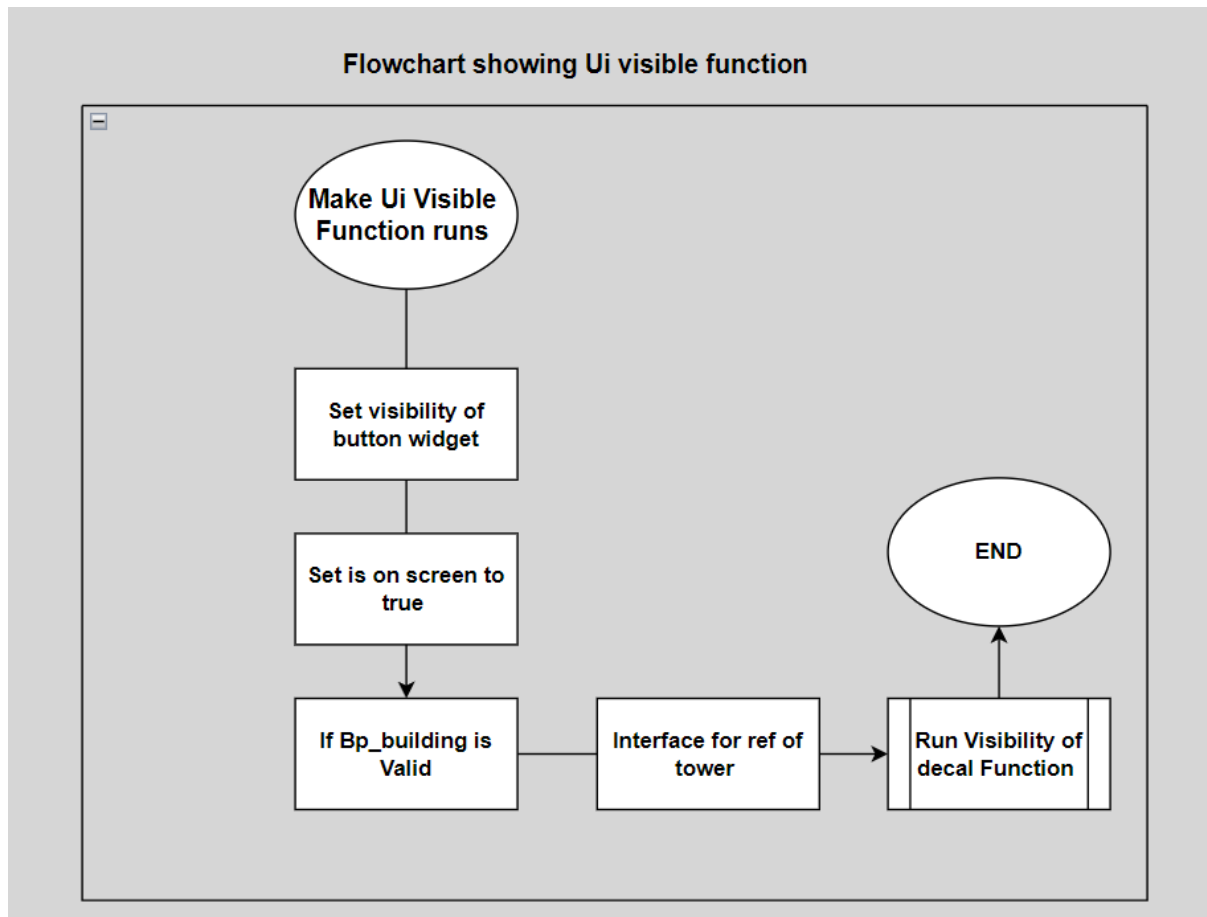 Flowchart showing Ui visible function
Make Ui Visible
Function runs
Set visibility of
button widget
Set is on screen to
true
If Bp_building is
Valid
Interface for ref of
tower
Run Visibility of
decal Function
END